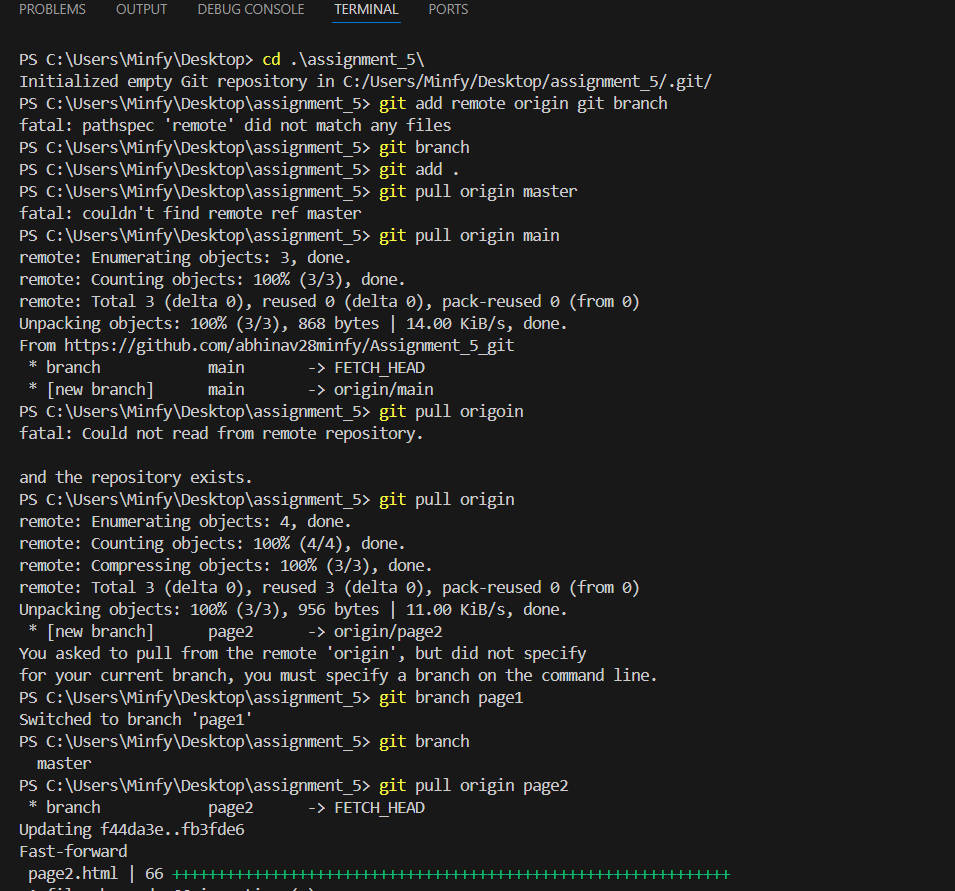 PROBLEMS OUTPUT DEBUG CONSOLE TERMINAL PORTS
PS C:\Users\Minfy\Desktop> cd .\assignment_5\
Initialized empty Git repository in C:/Users/Minfy/Desktop/assignment_5/.git/
PS C:\Users\Minfy\Desktop\assignment_5> git add remote origin git branch
fatal: pathspec 'remote' did not match any files
PS C:\Users\Minfy\Desktop\assignment_5> git branch
PS C:\Users\Minfy\Desktop\assignment_5> git add .
PS C:\Users\Minfy\Desktop\assignment_5> git pull origin master
fatal: couldn't find remote ref master
PS C:\Users\Minfy\Desktop\assignment_5> git pull origin main
remote: Enumerating objects: 3, done.
remote: Counting objects: 100% (3/3), done.
remote: Total 3 (delta 0), reused 0 (delta 0), pack-reused 0 (from 0)
Unpacking objects: 100% (3/3), 868 bytes | 14.00 KiB/s, done.
From https://github.com/abhinav28minfy/Assignment_5_git
 * branch            main       -> FETCH_HEAD
 * [new branch]      main       -> origin/main
PS C:\Users\Minfy\Desktop\assignment_5> git pull origoin
fatal: Could not read from remote repository.
and the repository exists.
PS C:\Users\Minfy\Desktop\assignment_5> git pull origin
remote: Enumerating objects: 4, done.
remote: Counting objects: 100% (4/4), done.
remote: Compressing objects: 100% (3/3), done.
remote: Total 3 (delta 0), reused 3 (delta 0), pack-reused 0 (from 0)
Unpacking objects: 100% (3/3), 956 bytes | 11.00 KiB/s, done.
 * [new branch]      page2      -> origin/page2
You asked to pull from the remote 'origin', but did not specify
for your current branch, you must specify a branch on the command line.
PS C:\Users\Minfy\Desktop\assignment_5> git branch page1
Switched to branch 'page1'
PS C:\Users\Minfy\Desktop\assignment_5> git branch
  master
PS C:\Users\Minfy\Desktop\assignment_5> git pull origin page2
 * branch            page2      -> FETCH_HEAD
Updating f44da3e..fb3fde6
Fast-forward
 page2.html | 66 ++++++++++++++++++++++++++++++++++++++++++++++++++++++++++++++